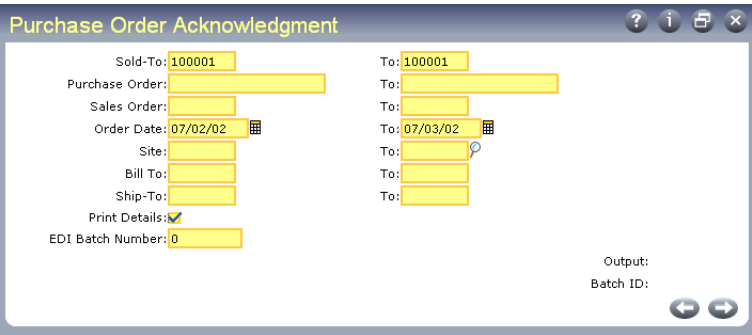 Purchase Order Acknowledgment
Sold-To: 100001 To: 100001
Purchase Order: To:
Sales Order: To:
Order Date: 07/02/02 To: 07/03/02
Site: To:
Bill To: To:
Ship-To: To:
Print Details:
EDI Batch Number: 0
Output:
Batch ID: